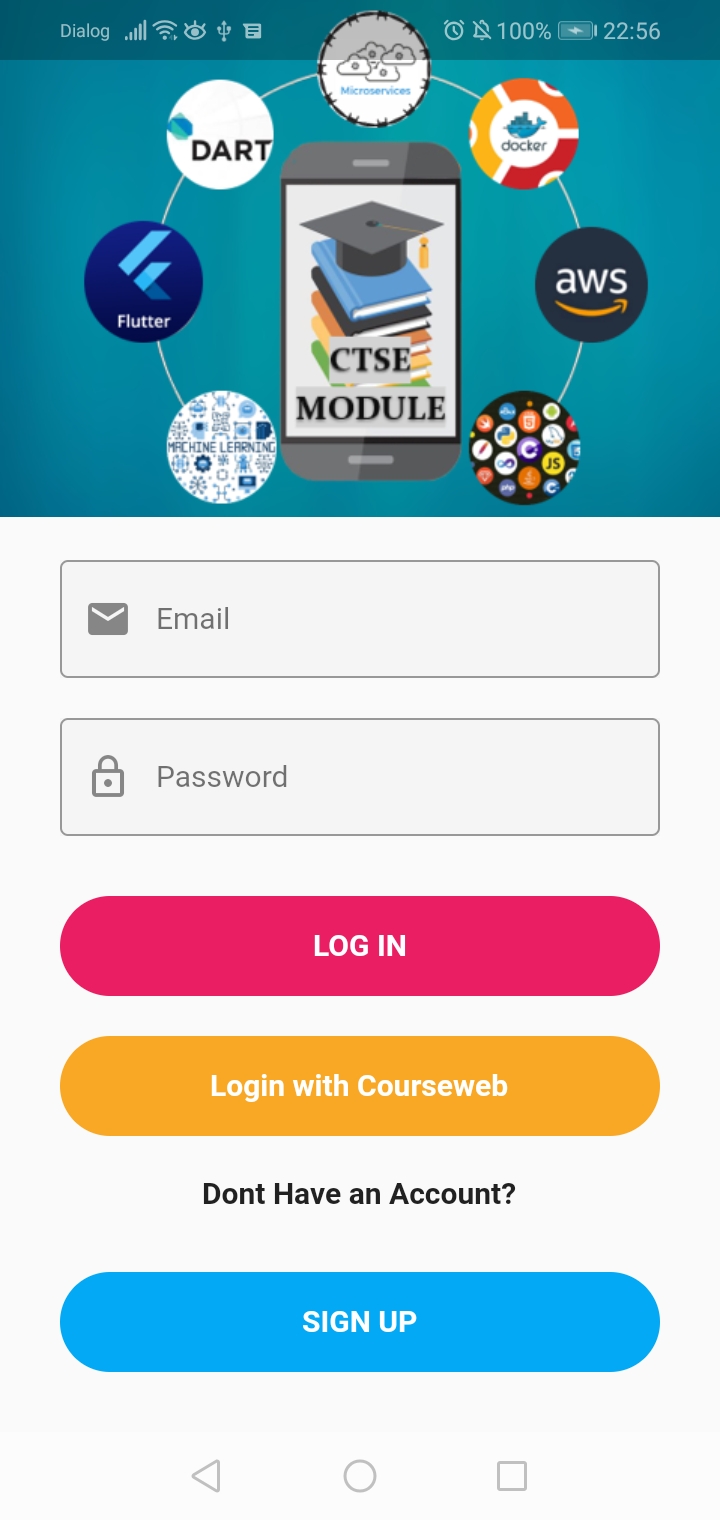 Dialog 100% 22:56
Microservices
DART
docker
Flutter
aws
CTSE
MODULE
MACHINE LEARNING
JS
php
Email
Password
LOG IN
Login with Courseweb
Dont Have an Account?
SIGN UP